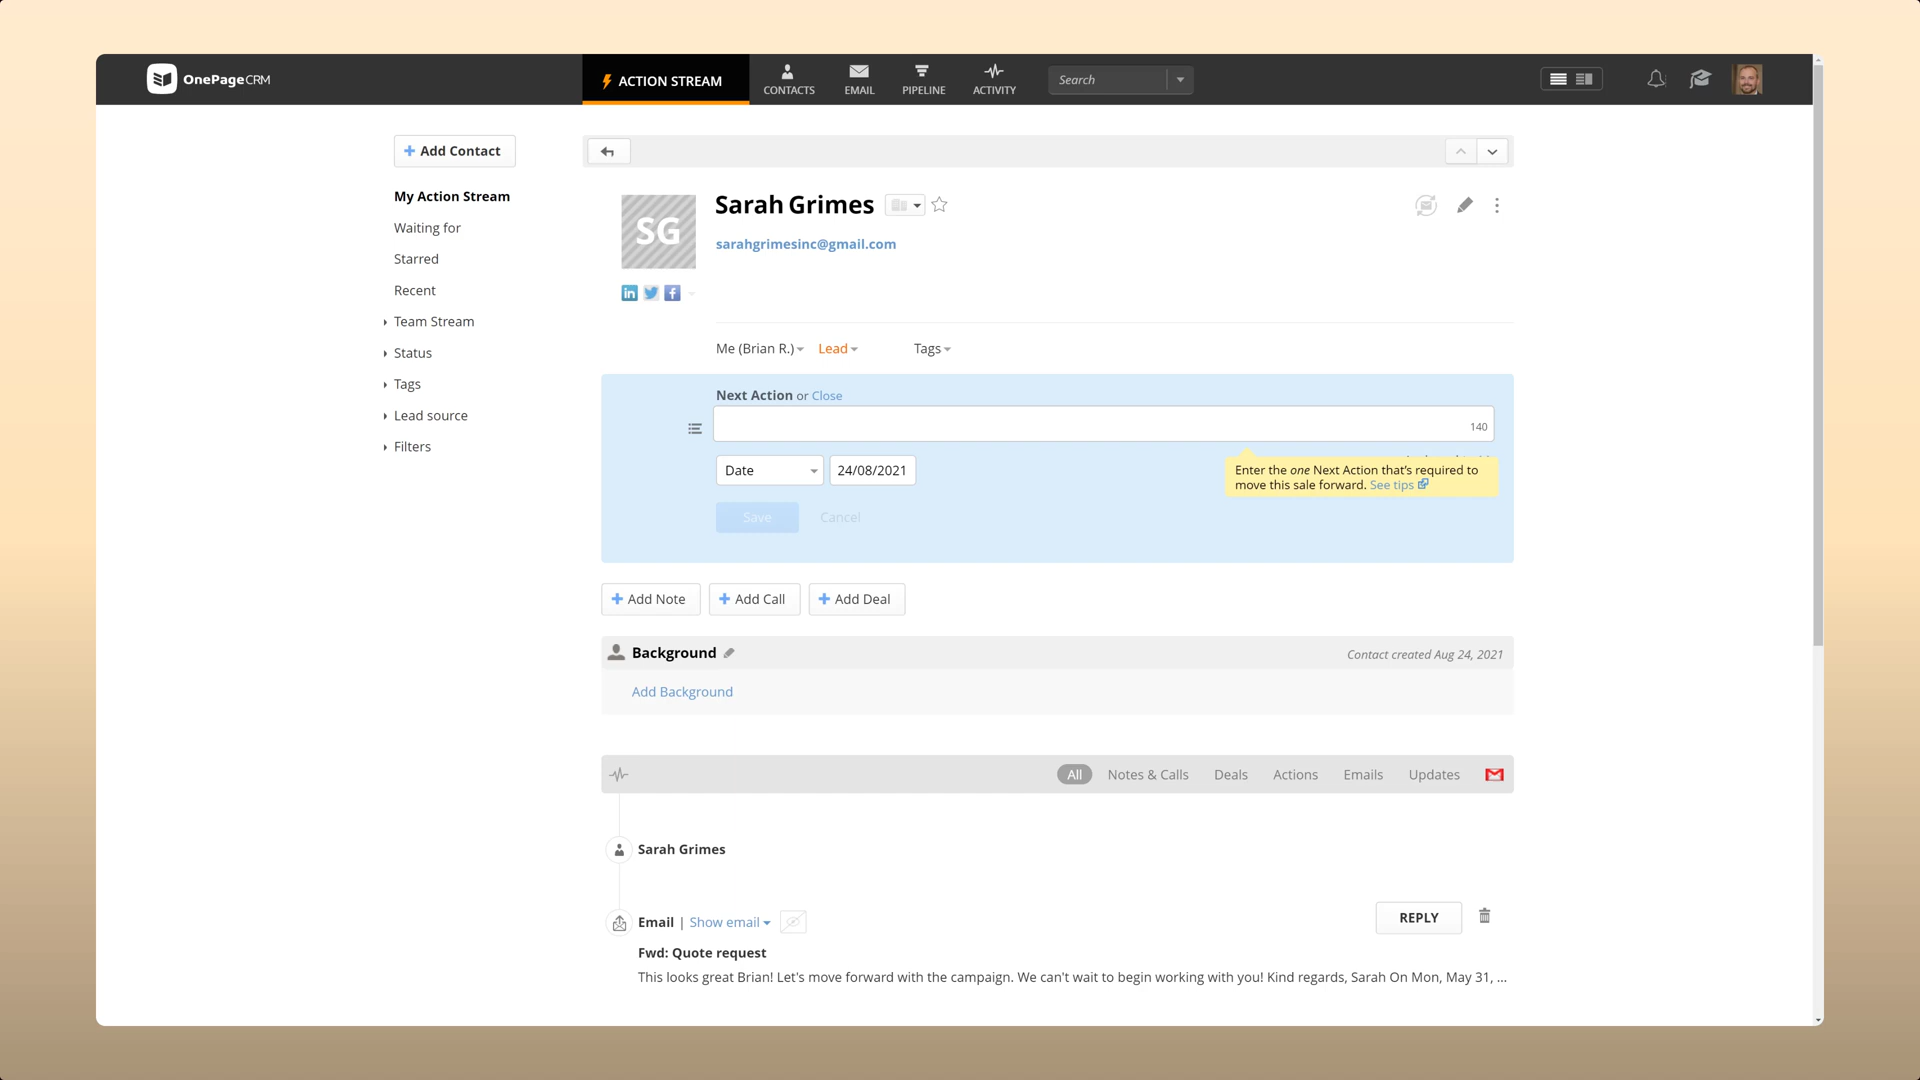 OnePageCRM
ACTION STREAM
CONTACTS
EMAIL
PIPELINE
ACTIVITY
Search
Add Contact
My Action Stream
Waiting for
Starred
Recent
Team Stream
Status
Tags
Lead source
Filters
SG
Sarah Grimes
sarahgrimesinc@gmail.com
Me (Brian R.)
Lead
Tags
Next Action or Close
140
Date
24/08/2021
Enter the one Next Action that's required to
move this sale forward. See tips
Save
Cancel
Add Note
Add Call
Add Deal
Background
Contact created Aug 24, 2021
Add Background
All
Notes & Calls
Deals
Actions
Emails
Updates
Sarah Grimes
Email | Show email
REPLY
Fwd: Quote request
This looks great Brian! Let's move forward with the campaign. We can't wait to begin working with you! Kind regards, Sarah On Mon, May 31, ...